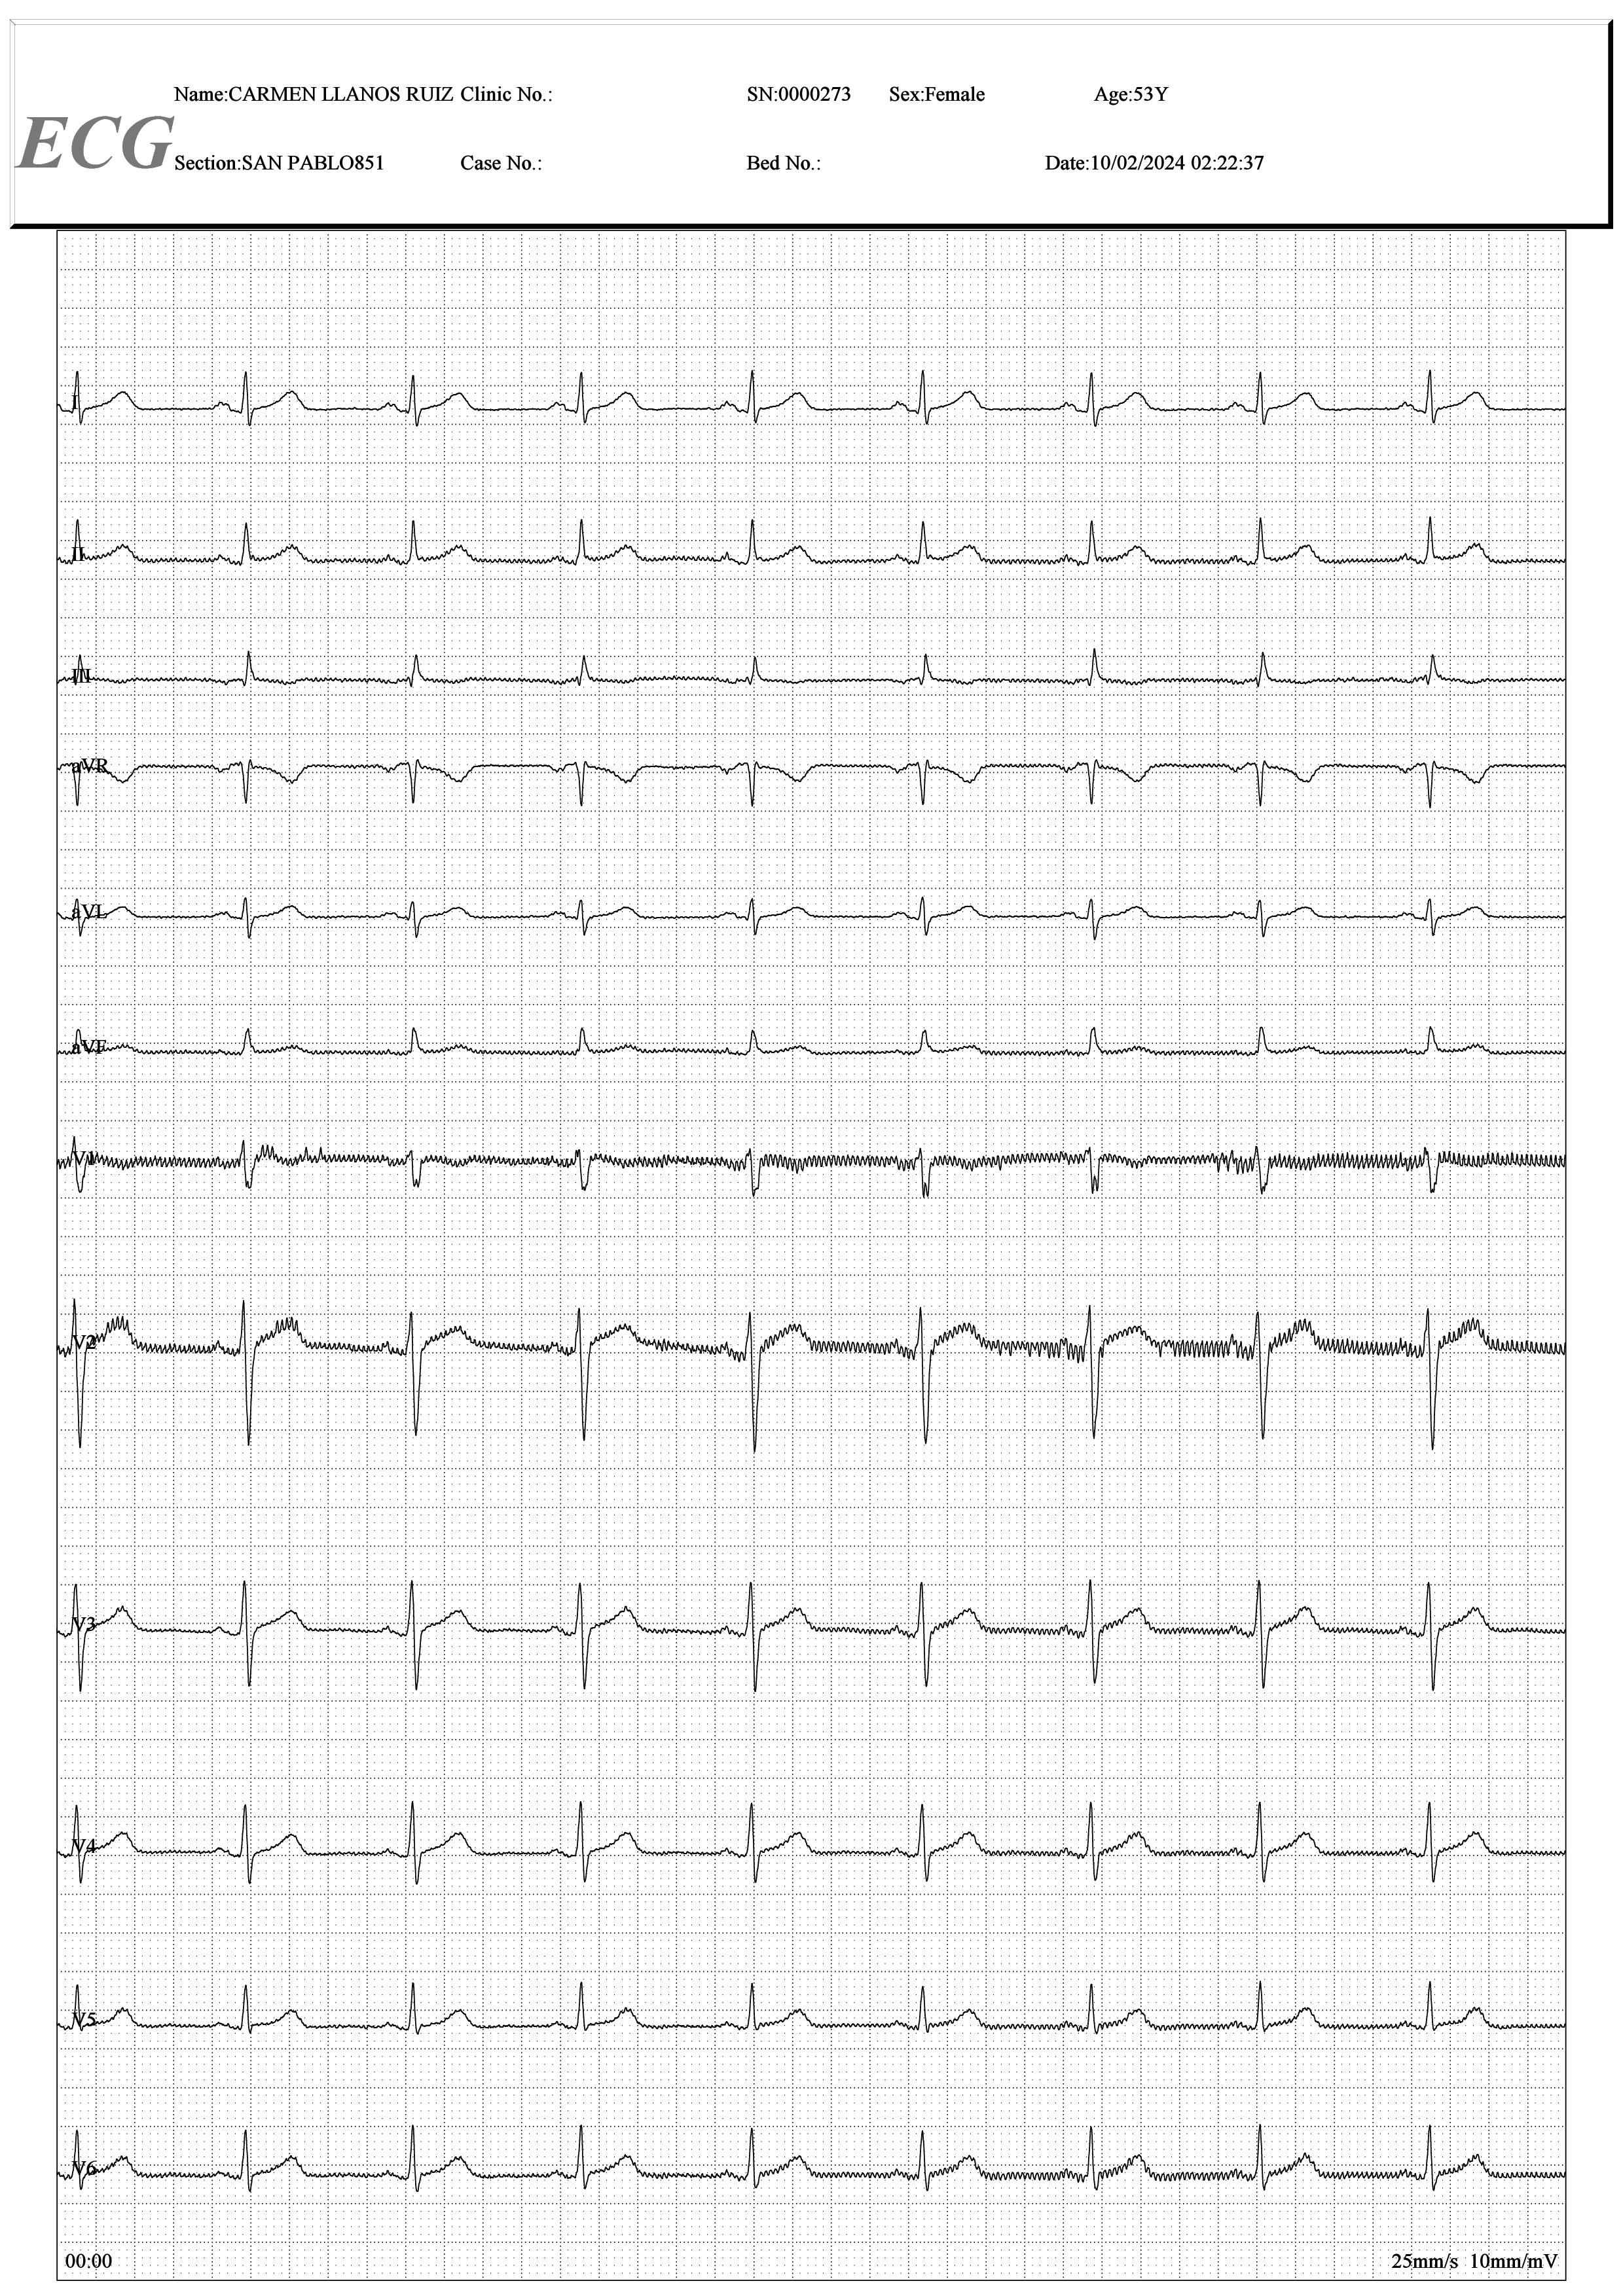 Name:CARMEN LLANOS RUIZ Clinic No.: SN:0000273 Sex:Female Age:53Y
ECG
Section:SAN PABLO851 Case No.: Bed No.: Date:10/02/2024 02:22:37
I
II
III
aVR
aVL
aVF
V1
V2
V3
V4
V5
V6
00:00 25mm/s 10mm/mV